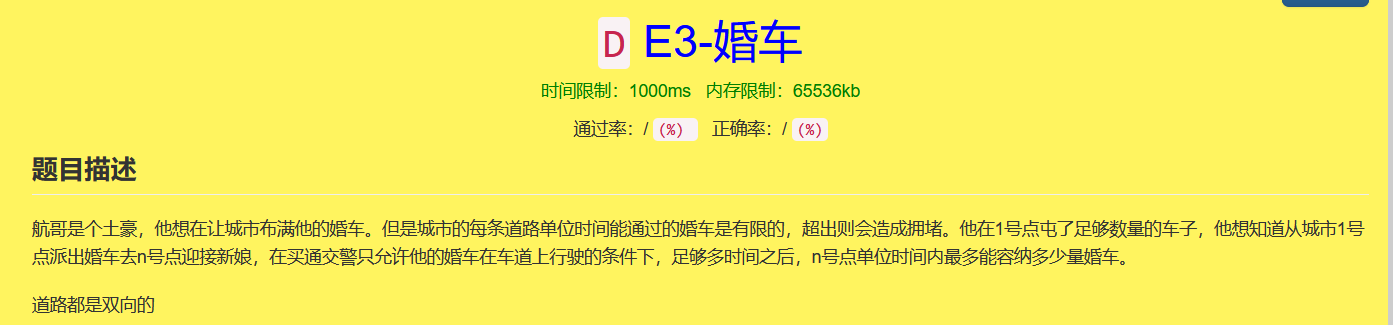 D E3-婚车
时间限制：1000ms 内存限制：65536kb
通过率：/ (%) 正确率：/ (%)
题目描述
航哥是个土豪，他想在让城市布满他的婚车。但是城市的每条道路单位时间能通过的婚车是有限的，超出则会造成拥堵。他在1号点屯了足够数量的车子，他想知道从城市1号
点派出婚车去n号点迎接新娘，在买通交警只允许他的婚车在车道上行驶的条件下，足够多时间之后，n号点单位时间内最多能容纳多少量婚车。
道路都是双向的